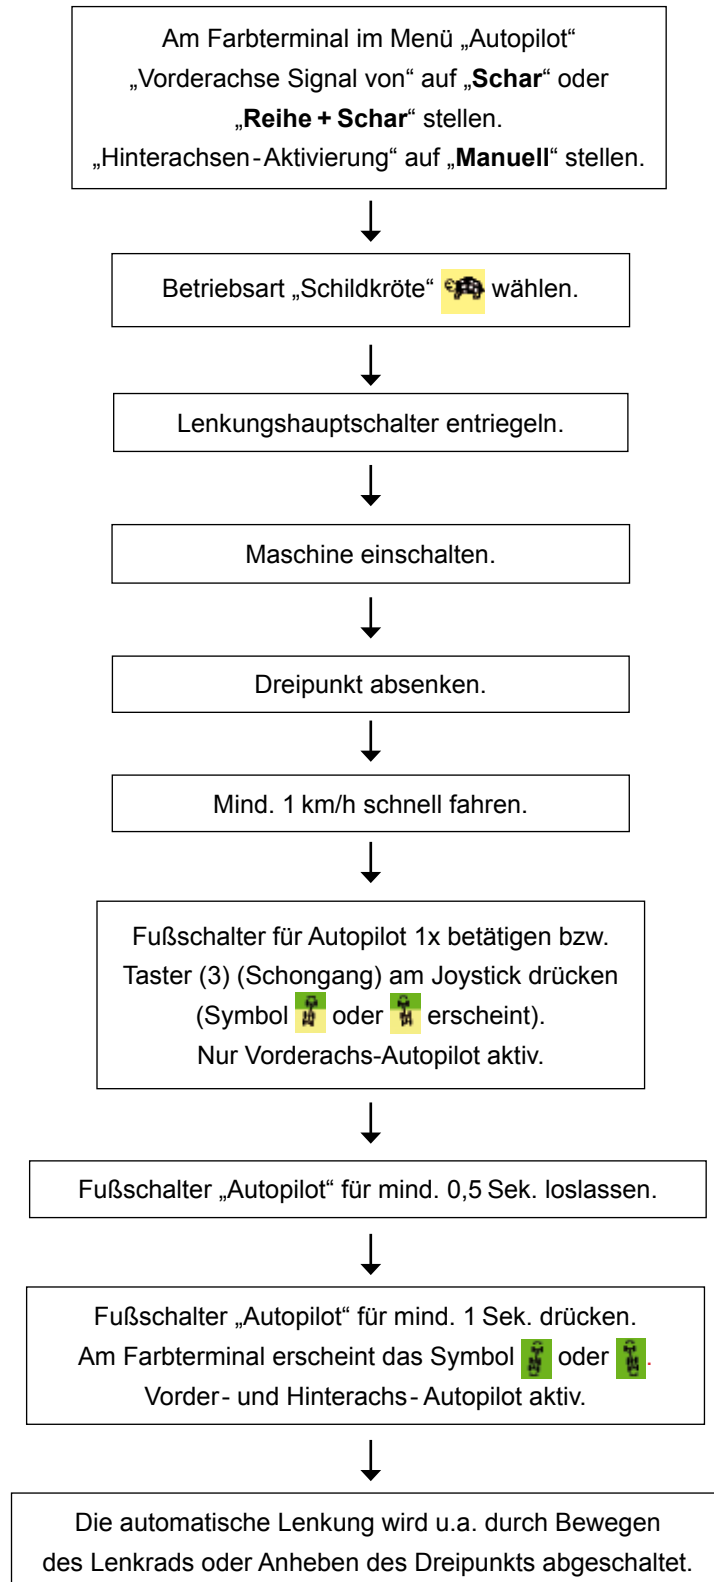 Am Farbterminal im Menü „Autopilot“
„Vorderachse Signal von“ auf „Schar“ oder
„Reihe + Schar“ stellen.
„Hinterachsen-Aktivierung“ auf „Manuell“ stellen.
Betriebsart „Schildkröte“ wählen.
Lenkungshauptschalter entriegeln.
Maschine einschalten.
Dreipunkt absenken.
Mind. 1 km/h schnell fahren.
Fußschalter für Autopilot 1x betätigen bzw.
Taster (3) (Schongang) am Joystick drücken
(Symbol oder erscheint).
Nur Vorderachs-Autopilot aktiv.
Fußschalter „Autopilot“ für mind. 0,5 Sek. loslassen.
Fußschalter „Autopilot“ für mind. 1 Sek. drücken.
Am Farbterminal erscheint das Symbol oder .
Vorder- und Hinterachs-Autopilot aktiv.
Die automatische Lenkung wird u.a. durch Bewegen
des Lenkrads oder Anheben des Dreipunkts abgeschaltet.